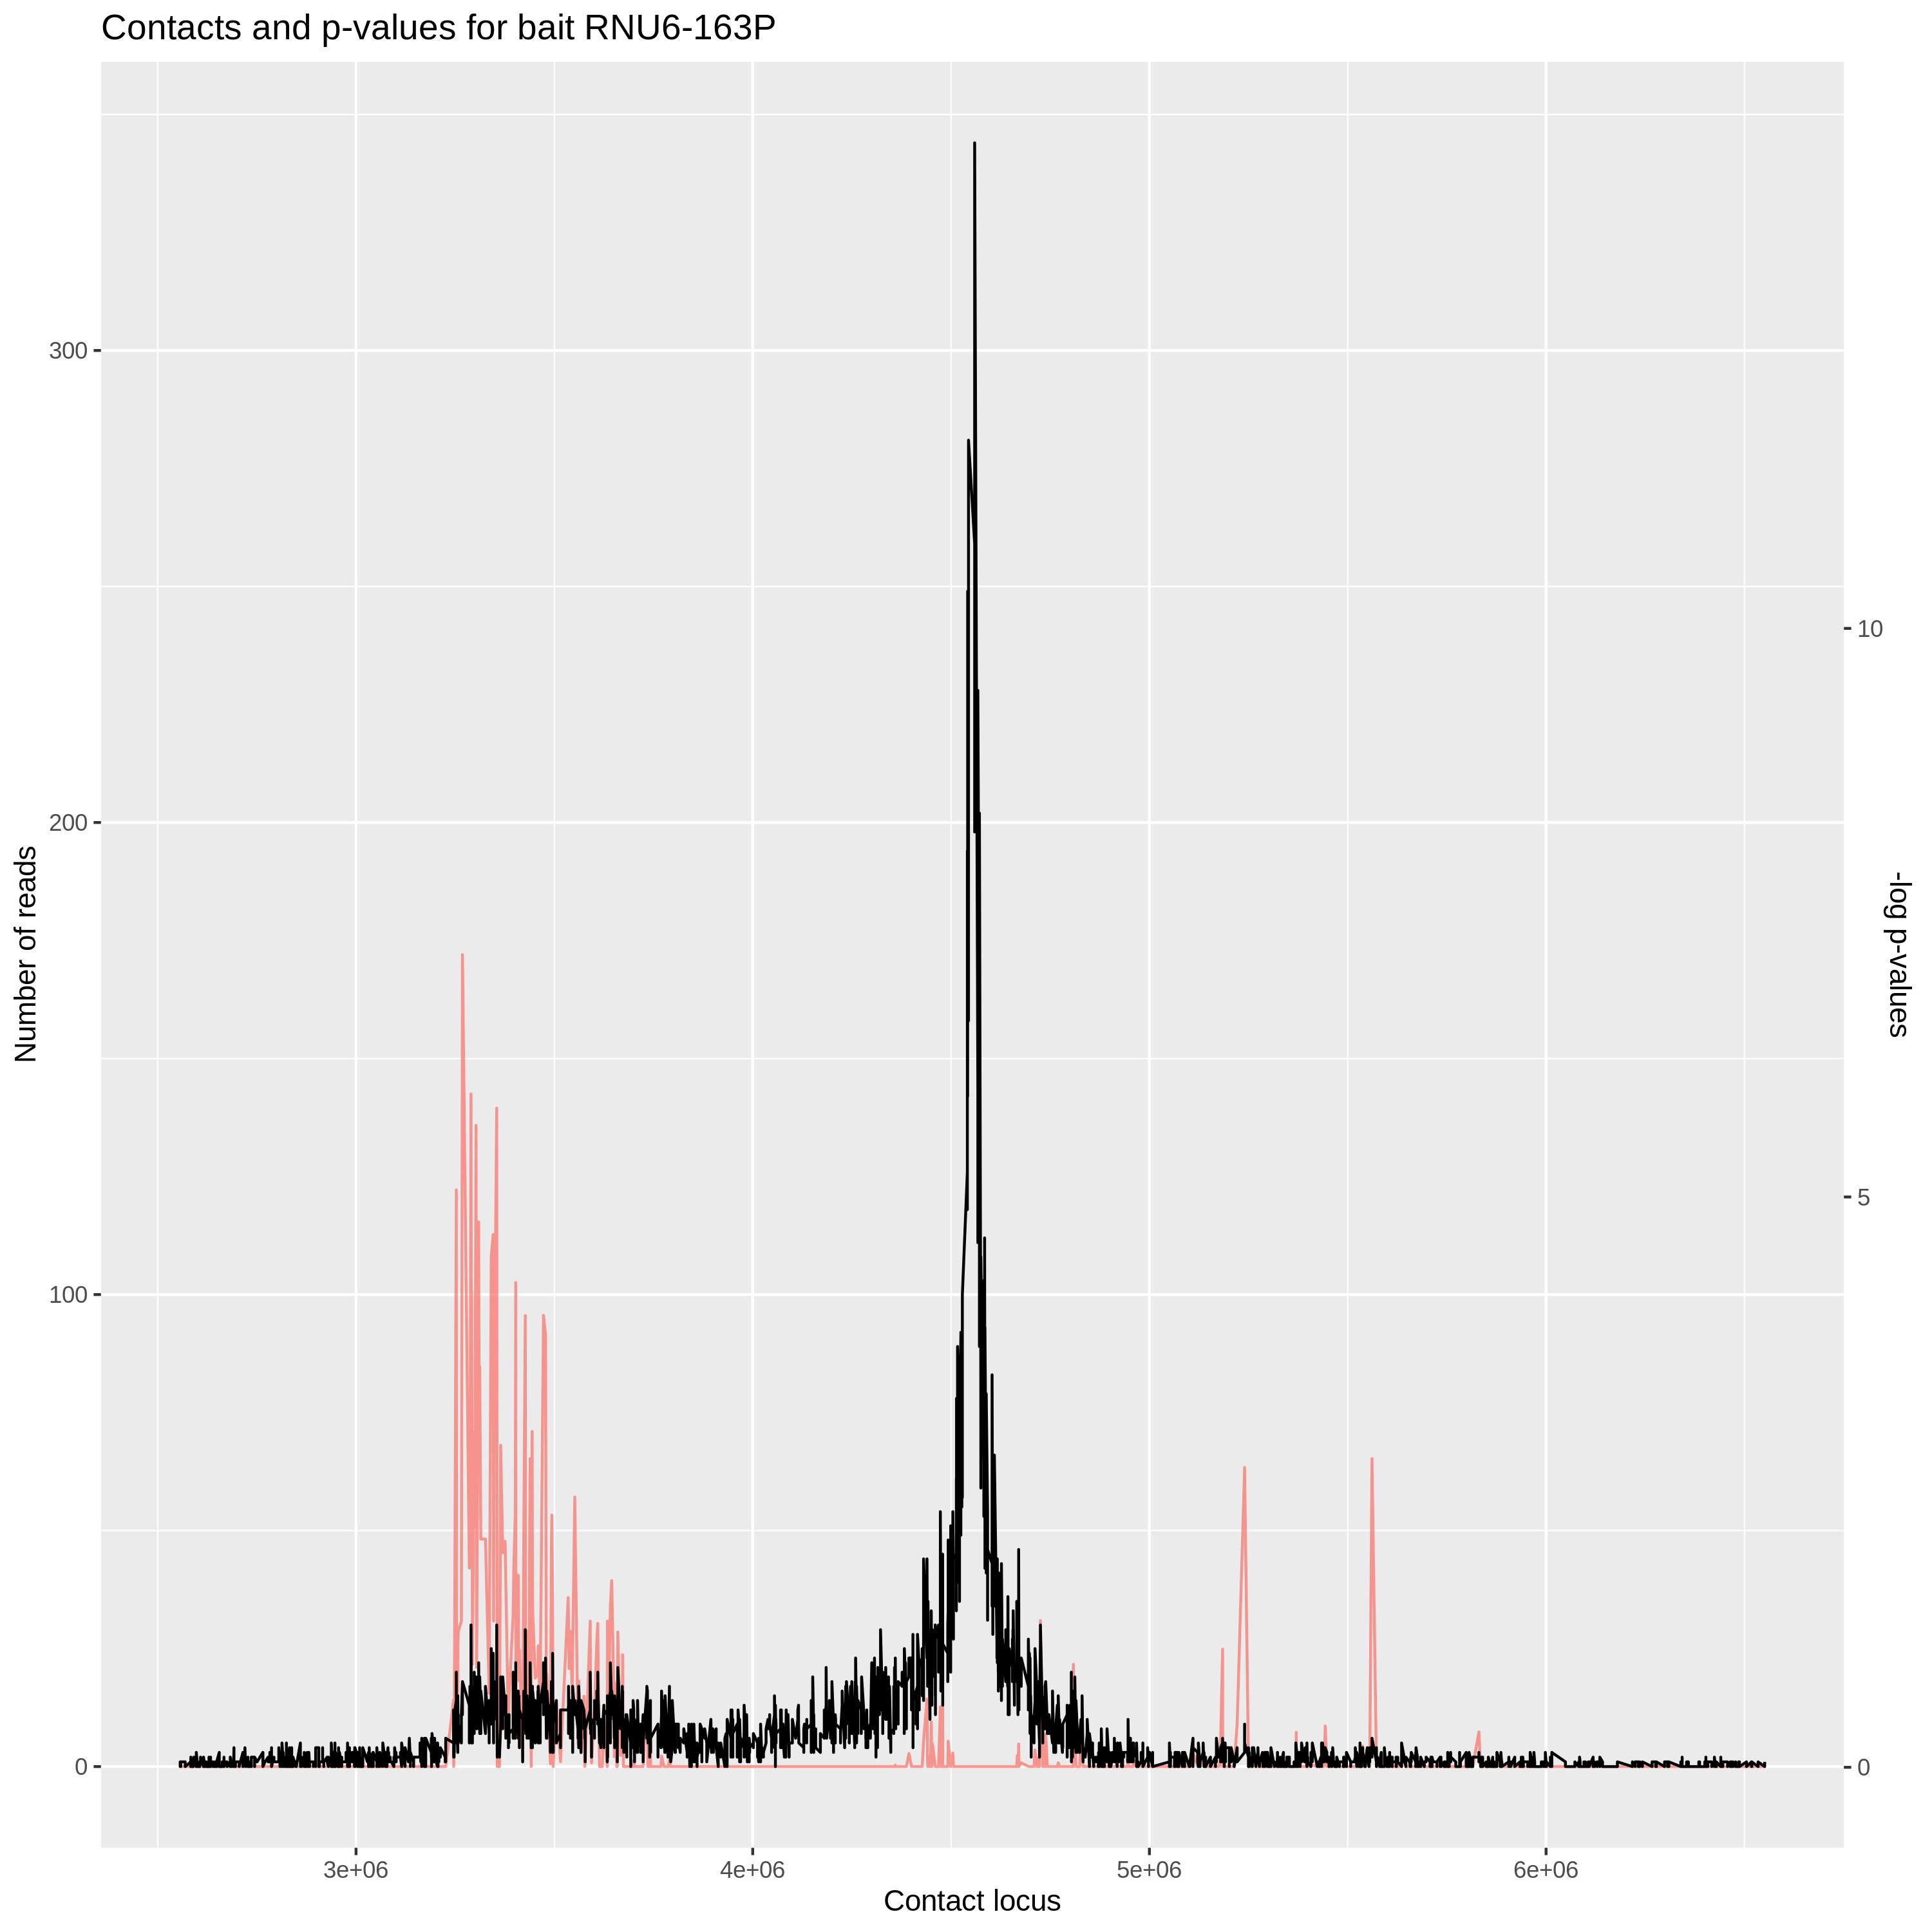 Contacts and p-values for bait RNU6-163P
300
200
100
0
Number of reads
10
5
0
-log p-values
3e+06
4e+06
5e+06
6e+06
Contact locus